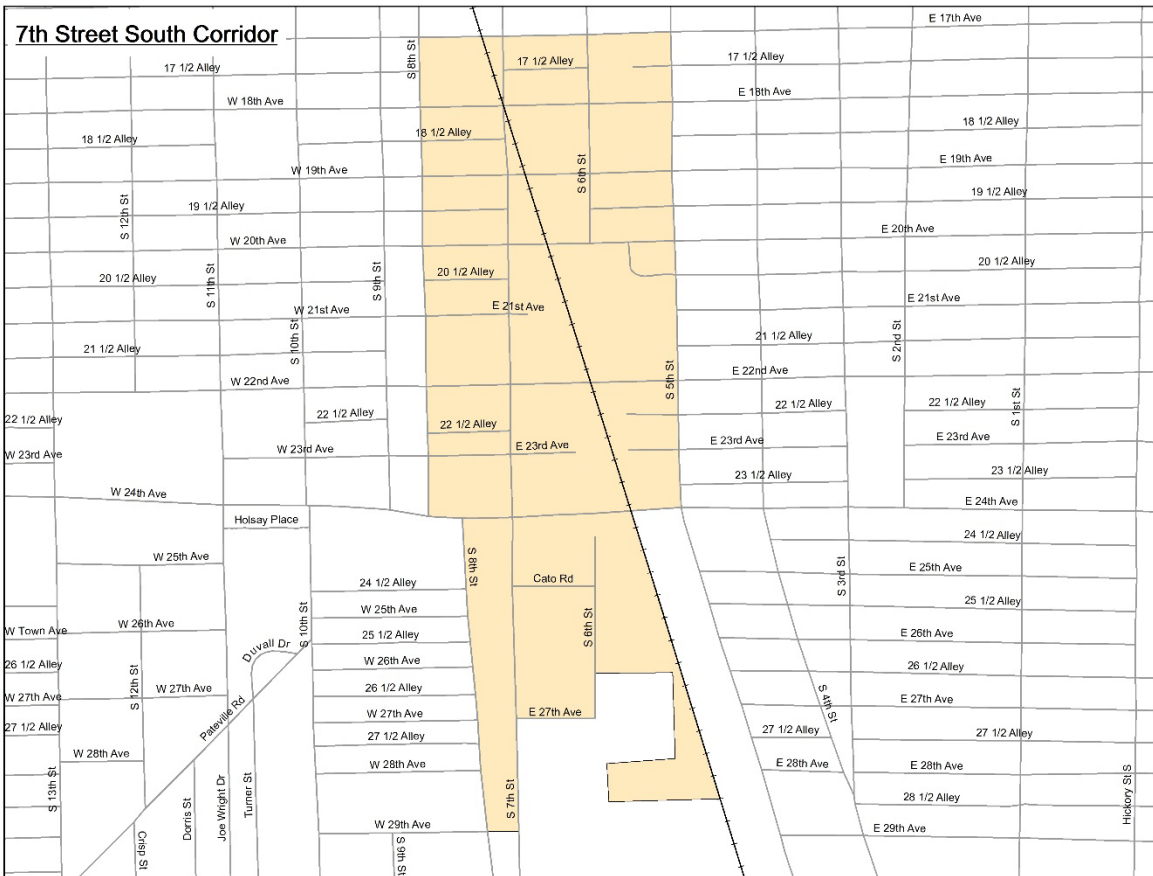 7th Street South Corridor
E 17th Ave
S 8th St
17 1/2 Alley
17 1/2 Alley
17 1/2 Alley
W 18th Ave
E 18th Ave
18 1/2 Alley
18 1/2 Alley
18 1/2 Alley
W 19th Ave
S 6th St
E 19th Ave
S 12th St
19 1/2 Alley
19 1/2 Alley
W 20th Ave
E 20th Ave
20 1/2 Alley
S 11th St
S 9th St
20 1/2 Alley
20 1/2 Alley
W 21st Ave
E 21st Ave
E 21st Ave
21 1/2 Alley
S 10th St
21 1/2 Alley
S 2nd St
W 22nd Ave
S 5th St
E 22nd Ave
22 1/2 Alley
22 1/2 Alley
22 1/2 Alley
22 1/2 Alley
22 1/2 Alley
S 1st St
W 23rd Ave
W 23rd Ave
E 23rd Ave
E 23rd Ave
E 23rd Ave
23 1/2 Alley
23 1/2 Alley
W 24th Ave
E 24th Ave
Holsay Place
24 1/2 Alley
W 25th Ave
S 8th St
24 1/2 Alley
Cato Rd
S 3rd St
E 25th Ave
W 25th Ave
25 1/2 Alley
W Town Ave
W 26th Ave
S 10th St
25 1/2 Alley
S 6th St
E 26th Ave
Duvall Dr
W 26th Ave
26 1/2 Alley
26 1/2 Alley
S 12th St
W 27th Ave
W 27th Ave
26 1/2 Alley
S 4th St
E 27th Ave
Pateville Rd
W 27th Ave
E 27th Ave
27 1/2 Alley
27 1/2 Alley
27 1/2 Alley
27 1/2 Alley
W 28th Ave
W 28th Ave
E 28th Ave
E 28th Ave
S 13th St
Dorris St
Joe Wright Dr
Turner St
S 7th St
Hickory St S
28 1/2 Alley
Crisp St
W 29th Ave
S 9th St
E 29th Ave